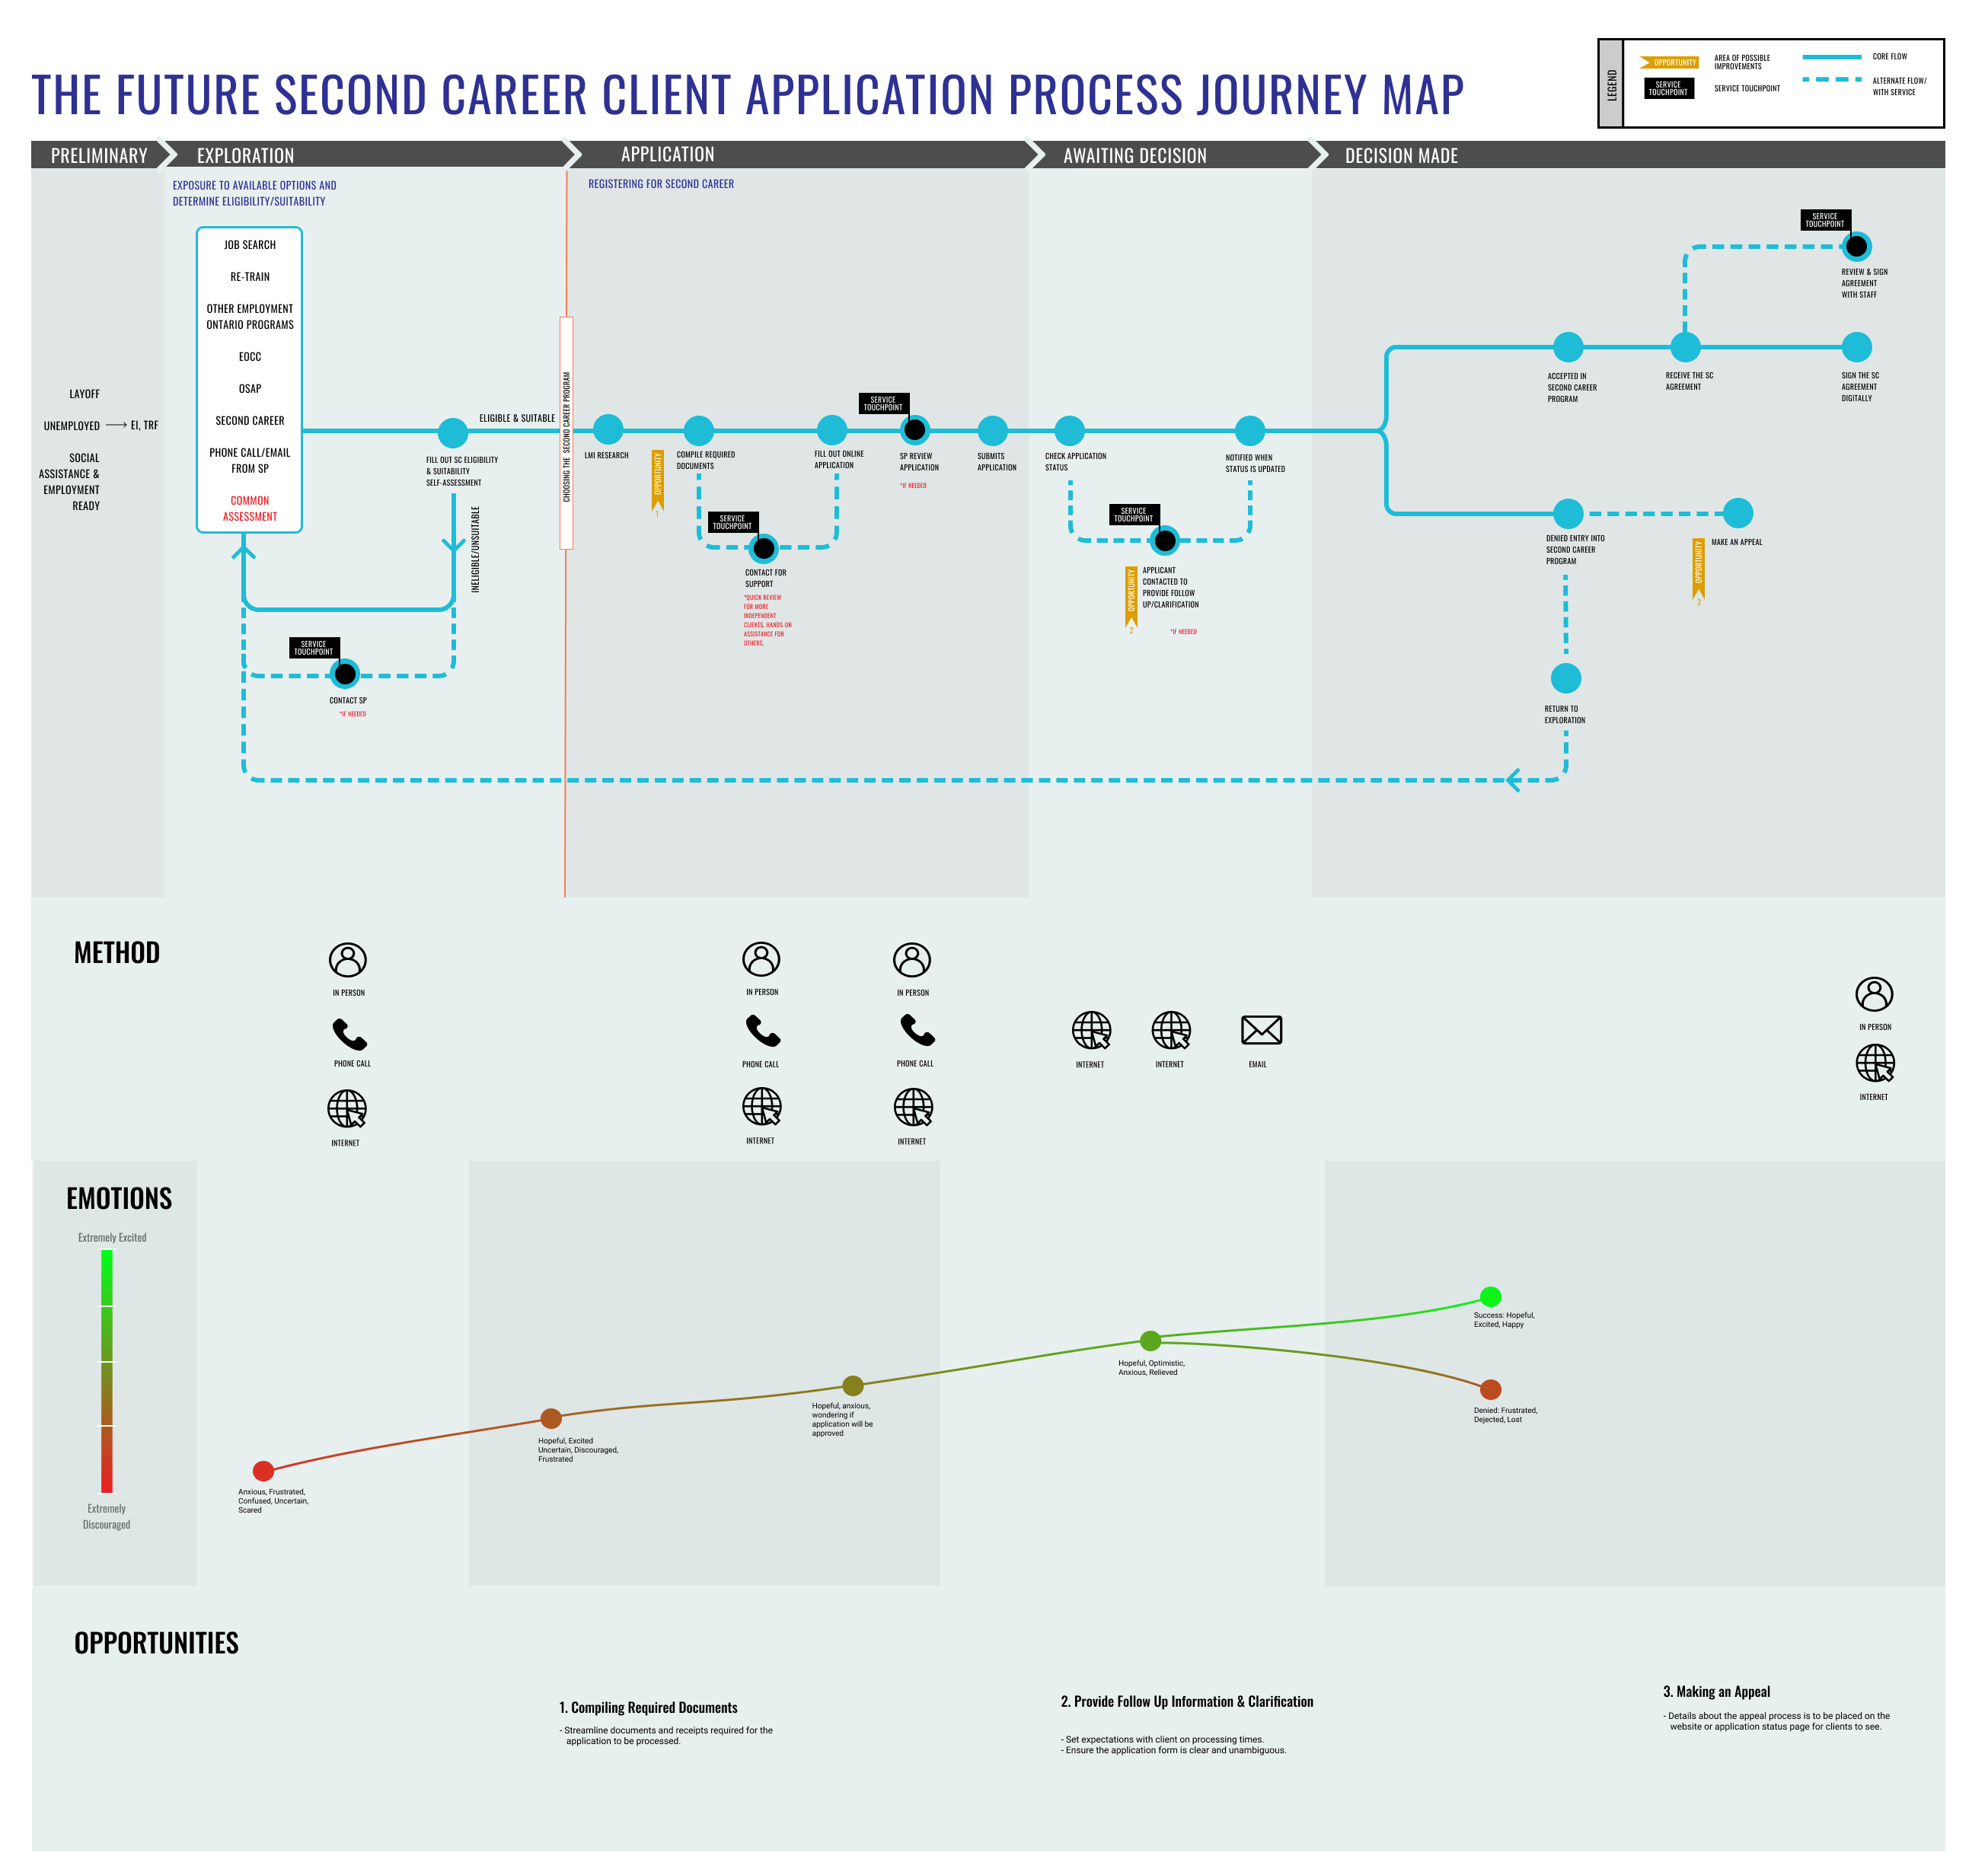 THE FUTURE SECOND CAREER CLIENT APPLICATION PROCESS JOURNEY MAP
LEGEND
OPPORTUNITY
AREA OF POSSIBLE
IMPROVEMENTS
SERVICE
TOUCHPOINT
SERVICE TOUCHPOINT
CORE FLOW
ALTERNATE FLOW/
WITH SERVICE
PRELIMINARY
EXPLORATION
APPLICATION
AWAITING DECISION
DECISION MADE
EXPOSURE TO AVAILABLE OPTIONS AND
DETERMINE ELIGIBILITY/SUITABILITY
REGISTERING FOR SECOND CAREER
LAYOFF
UNEMPLOYED
EI, TRF
SOCIAL
ASSISTANCE &
EMPLOYMENT
READY
JOB SEARCH
RE-TRAIN
OTHER EMPLOYMENT
ONTARIO PROGRAMS
EOCC
OSAP
SECOND CAREER
PHONE CALL/EMAIL
FROM SP
COMMON
ASSESSMENT
FILL OUT SC ELIGIBILITY
& SUITABILITY
SELF-ASSESSMENT
ELIGIBLE & SUITABLE
INELIGIBLE/UNSUITABLE
SERVICE
TOUCHPOINT
CONTACT SP
*IF NEEDED
CHOOSING THE SECOND CAREER PROGRAM
LMI RESEARCH
OPPORTUNITY
1
COMPILE REQUIRED
DOCUMENTS
SERVICE
TOUCHPOINT
CONTACT FOR
SUPPORT
*QUICK REVIEW
FOR MORE
INDEPENDENT
CLIENTS, HANDS-ON
ASSISTANCE FOR
OTHERS.
FILL OUT ONLINE
APPLICATION
SERVICE
TOUCHPOINT
SP REVIEW
APPLICATION
*IF NEEDED
SUBMITS
APPLICATION
CHECK APPLICATION
STATUS
SERVICE
TOUCHPOINT
OPPORTUNITY
2
APPLICANT
CONTACTED TO
PROVIDE FOLLOW
UP/CLARIFICATION
*IF NEEDED
NOTIFIED WHEN
STATUS IS UPDATED
SERVICE
TOUCHPOINT
REVIEW & SIGN
AGREEMENT
WITH STAFF
ACCEPTED IN
SECOND CAREER
PROGRAM
RECEIVE THE SC
AGREEMENT
SIGN THE SC
AGREEMENT
DIGITALLY
DENIED ENTRY INTO
SECOND CAREER
PROGRAM
OPPORTUNITY
3
MAKE AN APPEAL
RETURN TO
EXPLORATION
METHOD
IN PERSON
PHONE CALL
INTERNET
IN PERSON
PHONE CALL
INTERNET
IN PERSON
PHONE CALL
INTERNET
INTERNET
INTERNET
EMAIL
IN PERSON
INTERNET
EMOTIONS
Extremely Excited
Extremely
Discouraged
Anxious, Frustrated,
Confused, Uncertain,
Scared
Hopeful, Excited
Uncertain, Discouraged,
Frustrated
Hopeful, anxious,
wondering if
application will be
approved
Hopeful, Optimistic,
Anxious, Relieved
Success: Hopeful,
Excited, Happy
Denied: Frustrated,
Dejected, Lost
OPPORTUNITIES
1. Compiling Required Documents
- Streamline documents and receipts required for the
application to be processed.
2. Provide Follow Up Information & Clarification
- Set expectations with client on processing times.
- Ensure the application form is clear and unambiguous.
3. Making an Appeal
- Details about the appeal process is to be placed on the
website or application status page for clients to see.